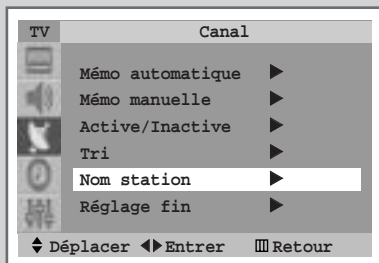 TV Canal
Mémo automatique ▶
Mémo manuelle ▶
Active/Inactive ▶
Tri ▶
Nom station ▶
Réglage fin ▶
Déplacer Entrer Retour